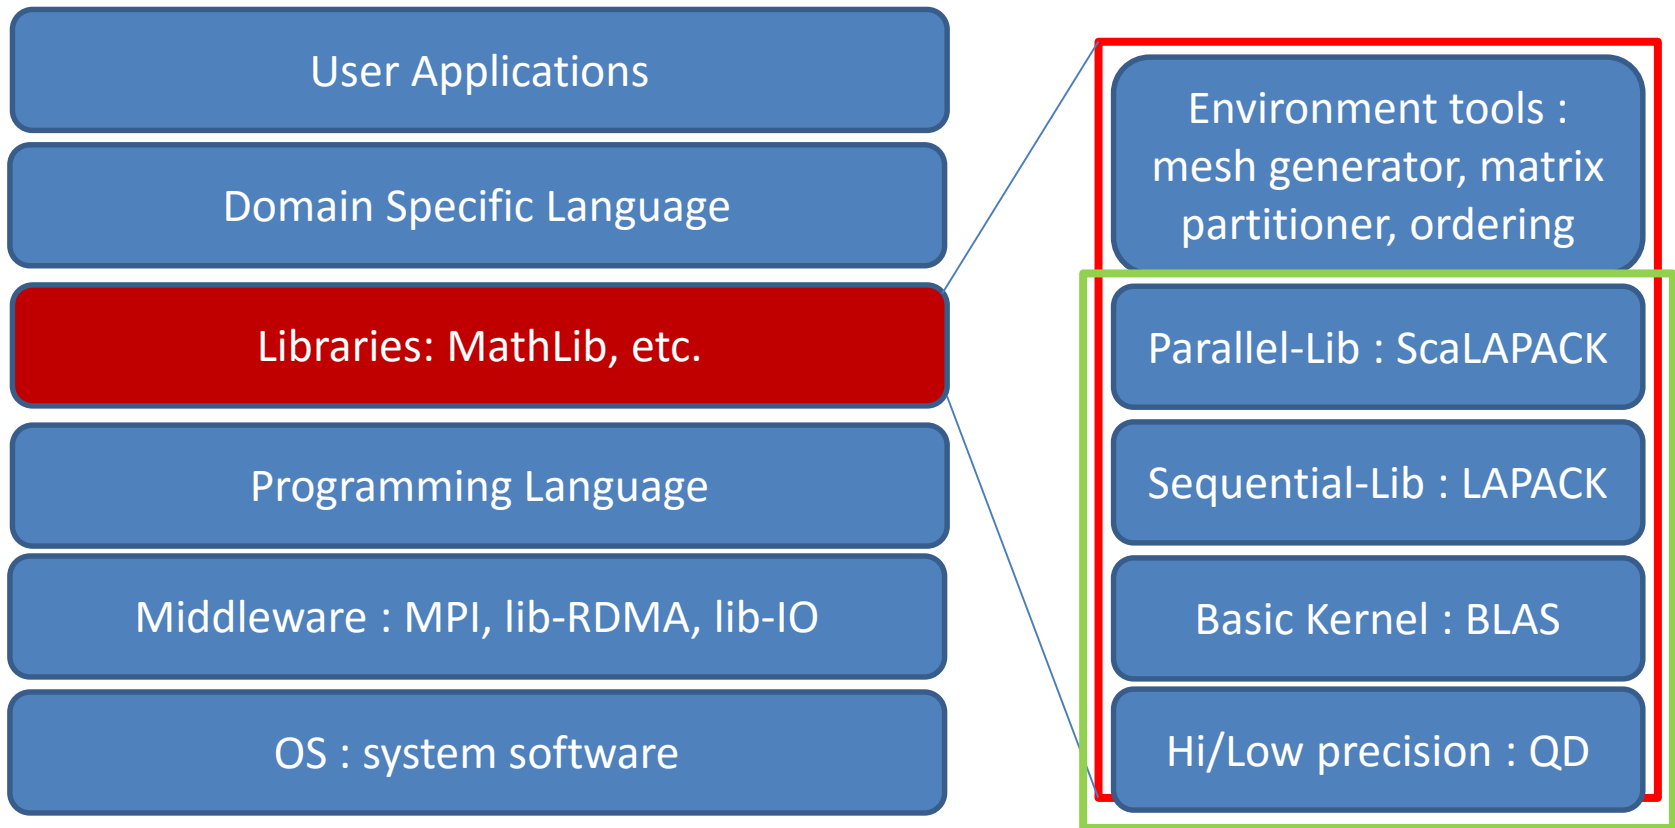 User Applications
Domain Specific Language
Libraries: MathLib, etc.
Programming Language
Middleware : MPI, lib-RDMA, lib-IO
OS : system software
Environment tools :
mesh generator, matrix
partitioner, ordering
Parallel-Lib : ScaLAPACK
Sequential-Lib : LAPACK
Basic Kernel : BLAS
Hi/Low precision : QD